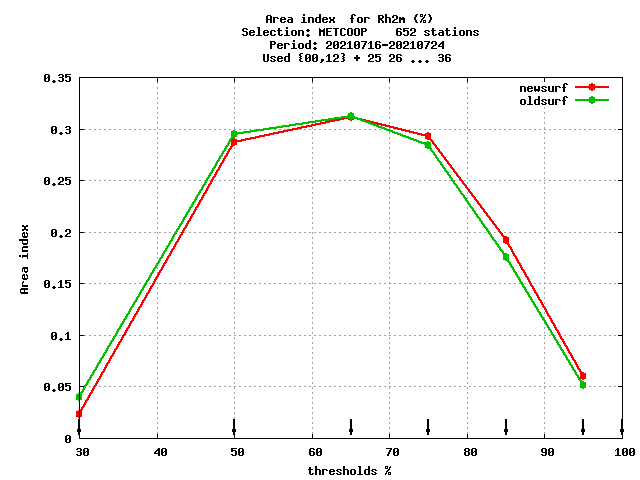 Area index  for Rh2m (%)
Selection: METCOOP    652 stations
Period: 20210716-20210724
Used {00,12} + 25 26 ... 36
newsurf
oldsurf
0.35
0.3
0.25
0.2
0.15
0.1
0.05
0
Area index
30 40 50 60 70 80 90 100
thresholds %